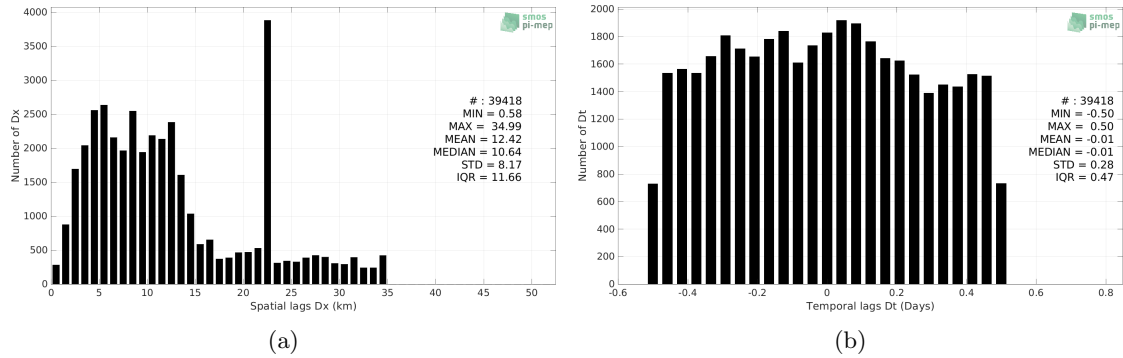 4000
3500
3000
2500
2000
1500
1000
500
0
Number of Dx
smos
pi-mep
# : 39418
MIN = 0.58
MAX = 34.99
MEAN = 12.42
MEDIAN = 10.64
STD = 8.17
IQR = 11.66
0 5 10 15 20 25 30 35 40 45 50
Spatial lags Dx (km)
(a)
2000
1800
1600
1400
1200
1000
800
600
400
200
0
Number of Dt
smos
pi-mep
# : 39418
MIN = -0.50
MAX = 0.50
MEAN = -0.01
MEDIAN = -0.01
STD = 0.28
IQR = 0.47
-0.6 -0.4 -0.2 0 0.2 0.4 0.6 0.8
Temporal lags Dt (Days)
(b)